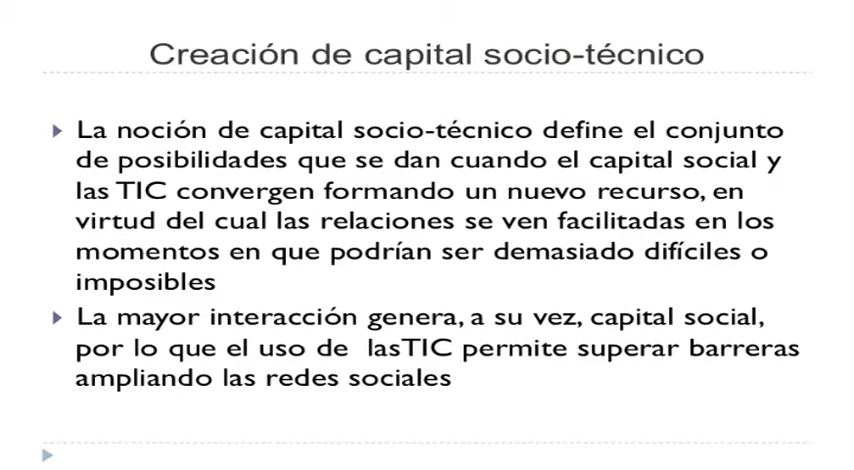 Creación de capital socio-técnico
La noción de capital socio-técnico define el conjunto
de posibilidades que se dan cuando el capital social y
las TIC convergen formando un nuevo recurso, en
virtud del cual las relaciones se ven facilitadas en los
momentos en que podrían ser demasiado difíciles o
imposibles
La mayor interacción genera, a su vez, capital social,
por lo que el uso de  lasTIC permite superar barreras
ampliando las redes sociales